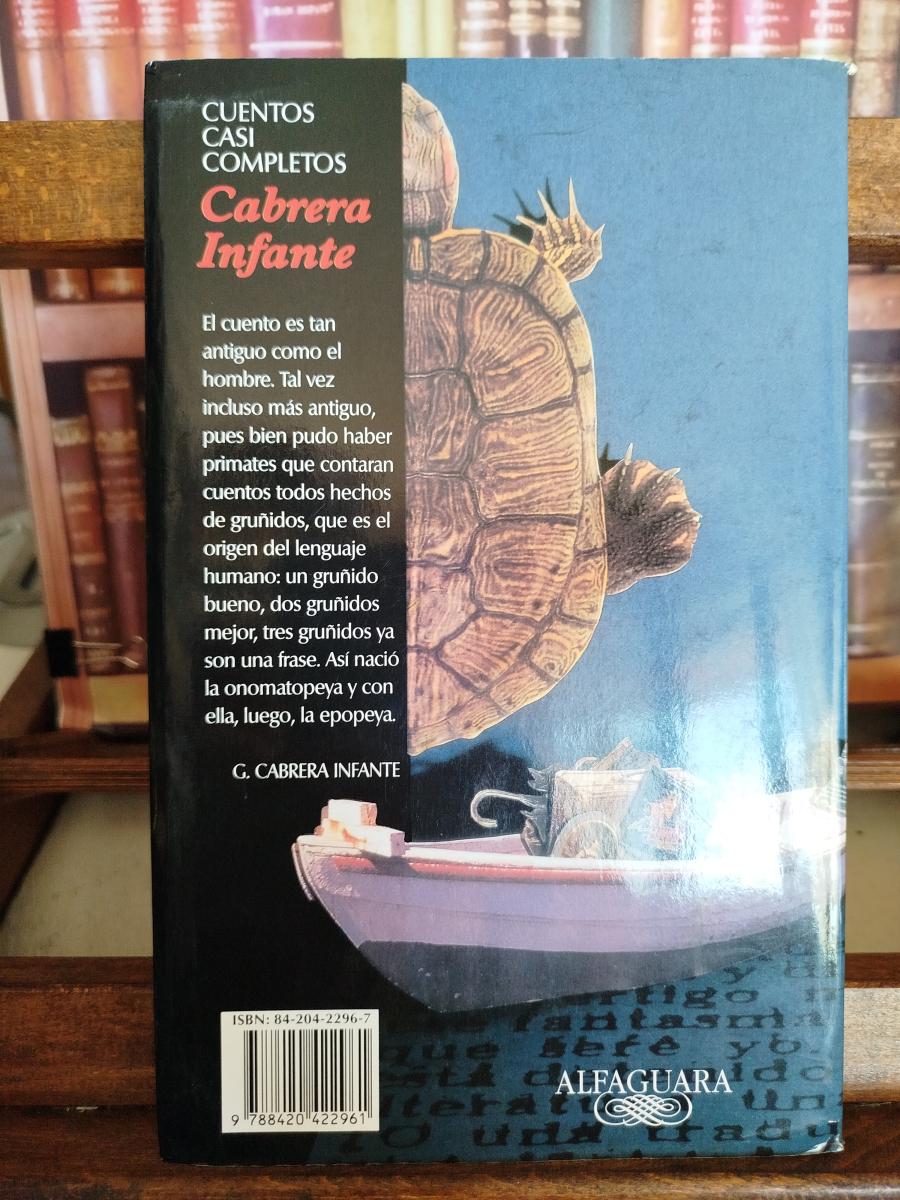 CUENTOS
CASI
COMPLETOS
Cabrera
Infante
El cuento es tan
antiguo como el
hombre. Tal vez
incluso más antiguo,
pues bien pudo haber
primates que contaran
cuentos todos hechos
de gruñidos, que es el
origen del lenguaje
humano: un gruñido
bueno, dos gruñidos
mejor, tres gruñidos ya
son una frase. Así nació
la onomatopeya y con
ella, luego, la epopeya.
G. CABRERA INFANTE
ISBN: 84-204-2296-7
9 788420 422961
que seré yo.
ALFAGUARA